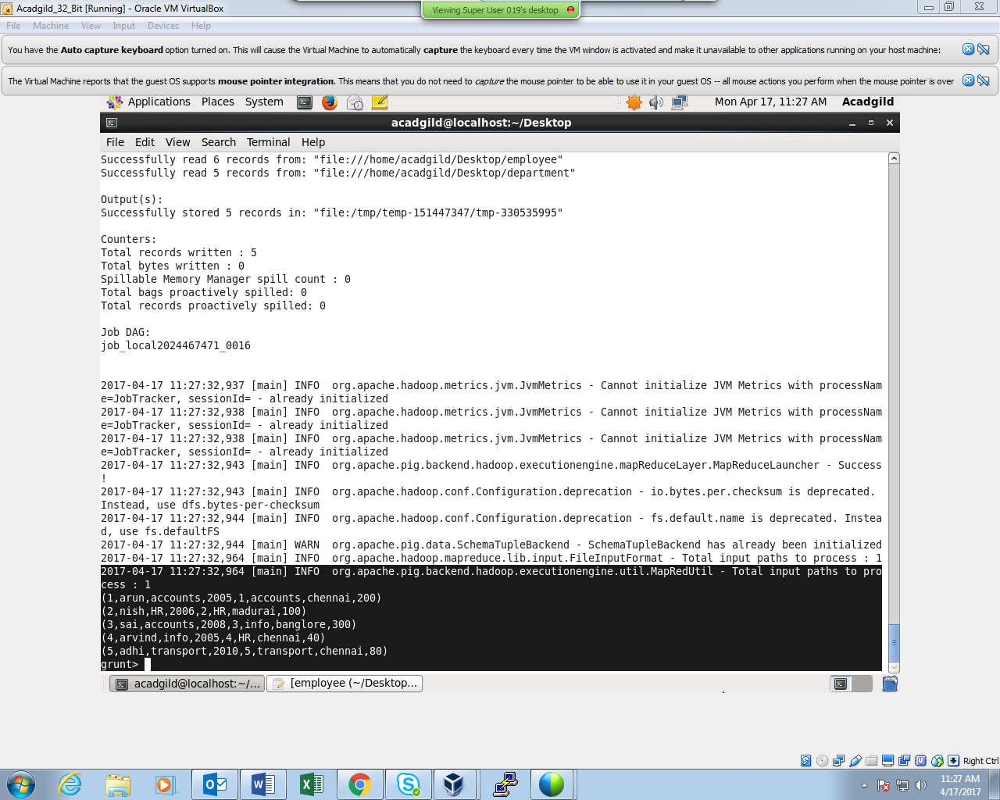 Acadgild_32_Bit [Running] - Oracle VM VirtualBox
Viewing Super User 019's desktop
File Machine View Input Devices Help
You have the Auto capture keyboard option turned on. This will cause the Virtual Machine to automatically capture the keyboard every time the VM window is activated and make it unavailable to other applications running on your host machine:
The Virtual Machine reports that the guest OS supports mouse pointer integration. This means that you do not need to capture the mouse pointer to be able to use it in your guest OS -- all mouse actions you perform when the mouse pointer is over
Applications Places System Mon Apr 17, 11:27 AM Acadgild
acadgild@localhost:~/Desktop
File Edit View Search Terminal Help
Successfully read 6 records from: "file:///home/acadgild/Desktop/employee"
Successfully read 5 records from: "file:///home/acadgild/Desktop/department"
Output(s):
Successfully stored 5 records in: "file:/tmp/temp-151447347/tmp-330535995"
Counters:
Total records written : 5
Total bytes written : 0
Spillable Memory Manager spill count : 0
Total bags proactively spilled: 0
Total records proactively spilled: 0
Job DAG:
job_local2024467471_0016
2017-04-17 11:27:32,937 [main] INFO  org.apache.hadoop.metrics.jvm.JvmMetrics - Cannot initialize JVM Metrics with processNam
e=JobTracker, sessionId= - already initialized
2017-04-17 11:27:32,938 [main] INFO  org.apache.hadoop.metrics.jvm.JvmMetrics - Cannot initialize JVM Metrics with processNam
e=JobTracker, sessionId= - already initialized
2017-04-17 11:27:32,938 [main] INFO  org.apache.hadoop.metrics.jvm.JvmMetrics - Cannot initialize JVM Metrics with processNam
e=JobTracker, sessionId= - already initialized
2017-04-17 11:27:32,943 [main] INFO  org.apache.pig.backend.hadoop.executionengine.mapReduceLayer.MapReduceLauncher - Success
!
2017-04-17 11:27:32,943 [main] INFO  org.apache.hadoop.conf.Configuration.deprecation - io.bytes.per.checksum is deprecated.
Instead, use dfs.bytes-per-checksum
2017-04-17 11:27:32,944 [main] INFO  org.apache.hadoop.conf.Configuration.deprecation - fs.default.name is deprecated. Instea
d, use fs.defaultFS
2017-04-17 11:27:32,944 [main] WARN  org.apache.pig.data.SchemaTupleBackend - SchemaTupleBackend has already been initialized
2017-04-17 11:27:32,964 [main] INFO  org.apache.hadoop.mapreduce.lib.input.FileInputFormat - Total input paths to process : 1
2017-04-17 11:27:32,964 [main] INFO  org.apache.pig.backend.hadoop.executionengine.util.MapRedUtil - Total input paths to pro
cess : 1
(1,arun,accounts,2005,1,accounts,chennai,200)
(2,nish,HR,2006,2,HR,madurai,100)
(3,sai,accounts,2008,3,info,banglore,300)
(4,arvind,info,2005,4,HR,chennai,40)
(5,adhi,transport,2010,5,transport,chennai,80)
grunt>
acadgild@localhost:~/... [employee (~/Desktop...
Right Ctrl
11:27 AM
4/17/2017